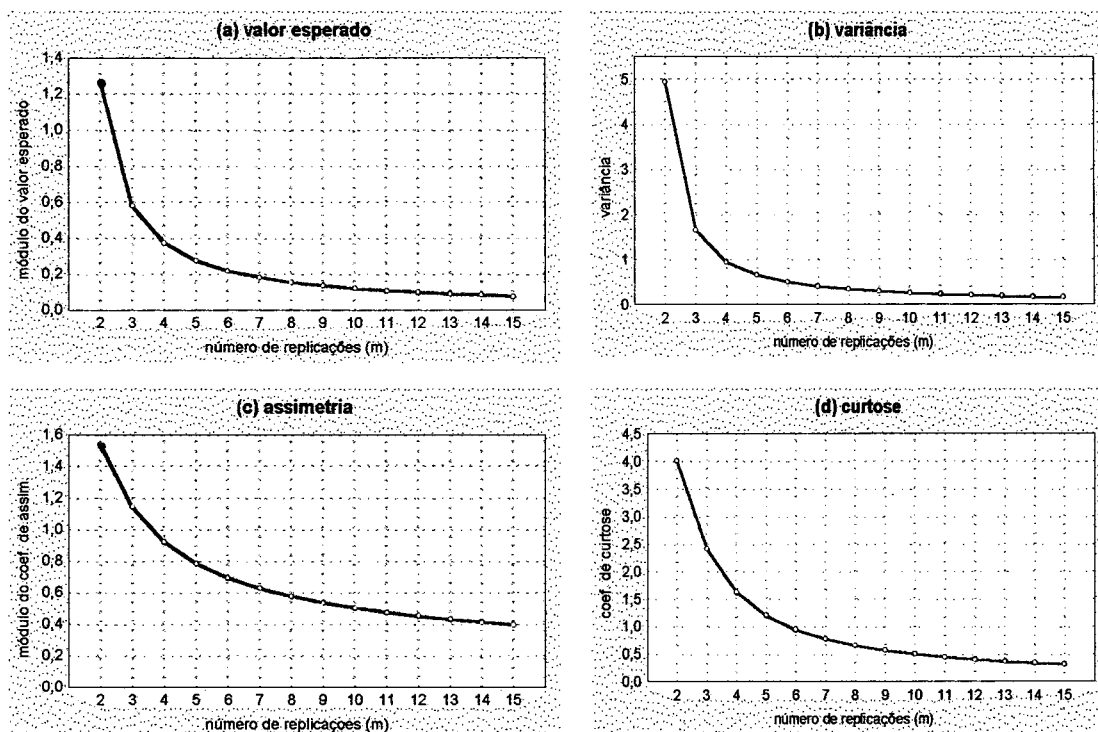 (a) valor esperado
módulo do valor esperado
1,4
1,2
1,0
0,8
0,6
0,4
0,2
0,0
2 3 4 5 6 7 8 9 10 11 12 13 14 15
número de replicações (m)
(b) variância
variância
5
4
3
2
1
0
2 3 4 5 6 7 8 9 10 11 12 13 14 15
número de replicações (m)
(c) assimetria
módulo do coef. de assim.
1,6
1,4
1,2
1,0
0,8
0,6
0,4
0,2
0,0
2 3 4 5 6 7 8 9 10 11 12 13 14 15
número de replicações (m)
(d) curtose
coef. de curtose
4,5
4,0
3,5
3,0
2,5
2,0
1,5
1,0
0,5
0,0
2 3 4 5 6 7 8 9 10 11 12 13 14 15
número de replicações (m)